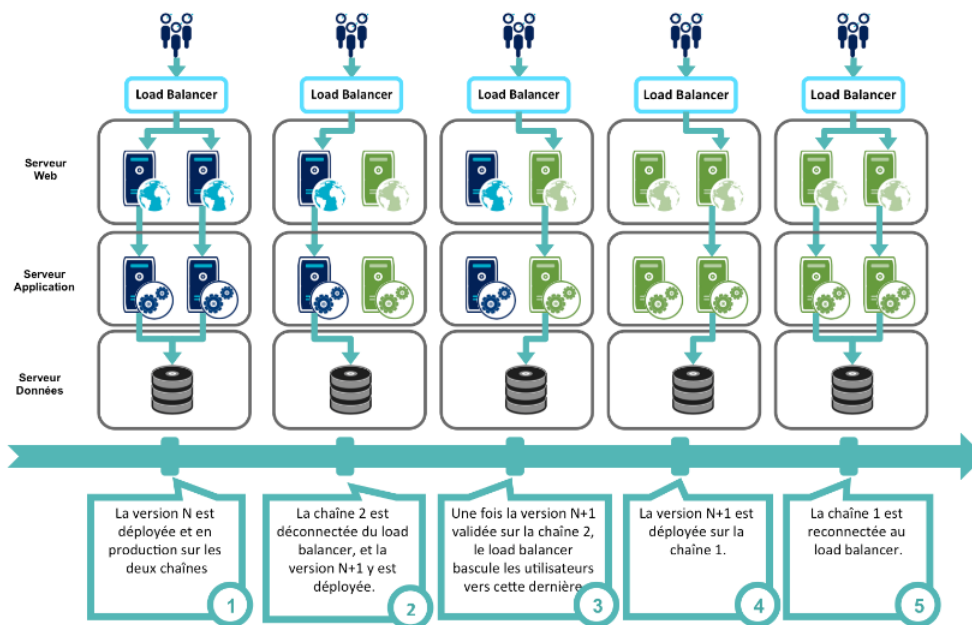 Load Balancer
Load Balancer
Load Balancer
Load Balancer
Load Balancer
Serveur
Web
Serveur
Application
Serveur
Données
La version N est
déployée et en
production sur les
deux chaînes
1
La chaîne 2 est
déconnectée du load
balancer, et la
version N+1 y est
déployée.
2
Une fois la version N+1
validée sur la chaîne 2,
le load balancer
bascule les utilisateurs
vers cette dernière.
3
La version N+1 est
déployée sur la
chaîne 1.
4
La chaîne 1 est
reconnectée au
load balancer.
5